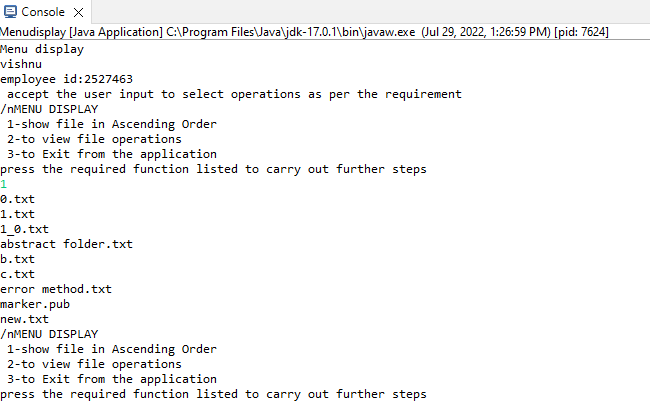 Console
Menudisplay [Java Application] C:\Program Files\Java\jdk-17.0.1\bin\javaw.exe (Jul 29, 2022, 1:26:59 PM) [pid: 7624]
Menu display
vishnu
employee id:2527463
 accept the user input to select operations as per the requirement
/nMENU DISPLAY
 1-show file in Ascending Order
 2-to view file operations
 3-to Exit from the application
press the required function listed to carry out further steps
1
0.txt
1.txt
1_0.txt
abstract folder.txt
b.txt
c.txt
error method.txt
marker.pub
new.txt
/nMENU DISPLAY
 1-show file in Ascending Order
 2-to view file operations
 3-to Exit from the application
press the required function listed to carry out further steps